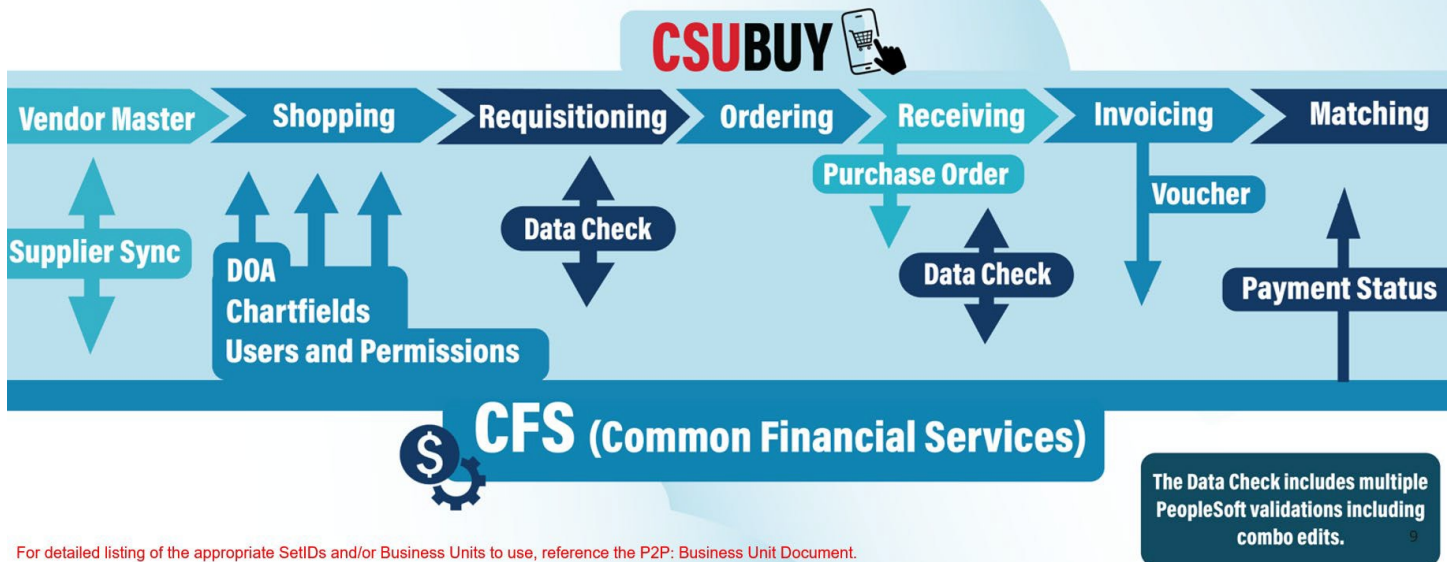 CSUBUY
Vendor Master
Shopping
Requisitioning
Ordering
Receiving
Invoicing
Matching
Purchase Order
Voucher
Data Check
Supplier Sync
DOA
Chartfields
Users and Permissions
Data Check
Payment Status
$
CFS (Common Financial Services)
The Data Check includes multiple
PeopleSoft validations including
combo edits.
9
For detailed listing of the appropriate SetIDs and/or Business Units to use, reference the P2P: Business Unit Document.